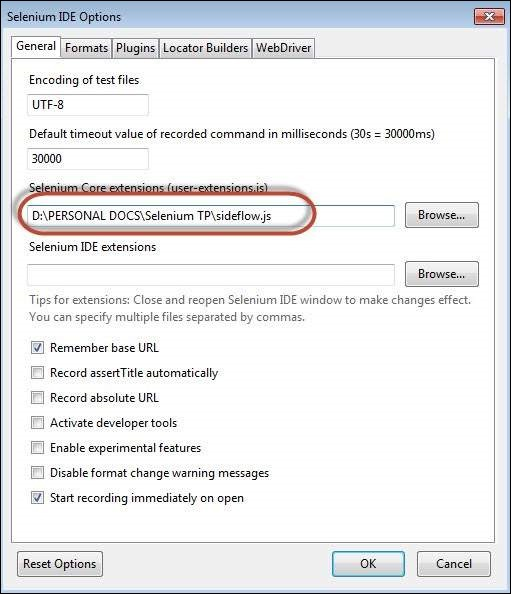 Selenium IDE Options
General Formats Plugins Locator Builders WebDriver
Encoding of test files
UTF-8
Default timeout value of recorded command in milliseconds (30s = 30000ms)
30000
Selenium Core extensions (user-extensions.js)
D:\PERSONAL DOCS\Selenium TP\sideflow.js
Browse...
Selenium IDE extensions
Browse...
Tips for extensions: Close and reopen Selenium IDE window to make changes effect.
You can specify multiple files separated by commas.
Remember base URL
Record assertTitle automatically
Record absolute URL
Activate developer tools
Enable experimental features
Disable format change warning messages
Start recording immediately on open
Reset Options OK Cancel